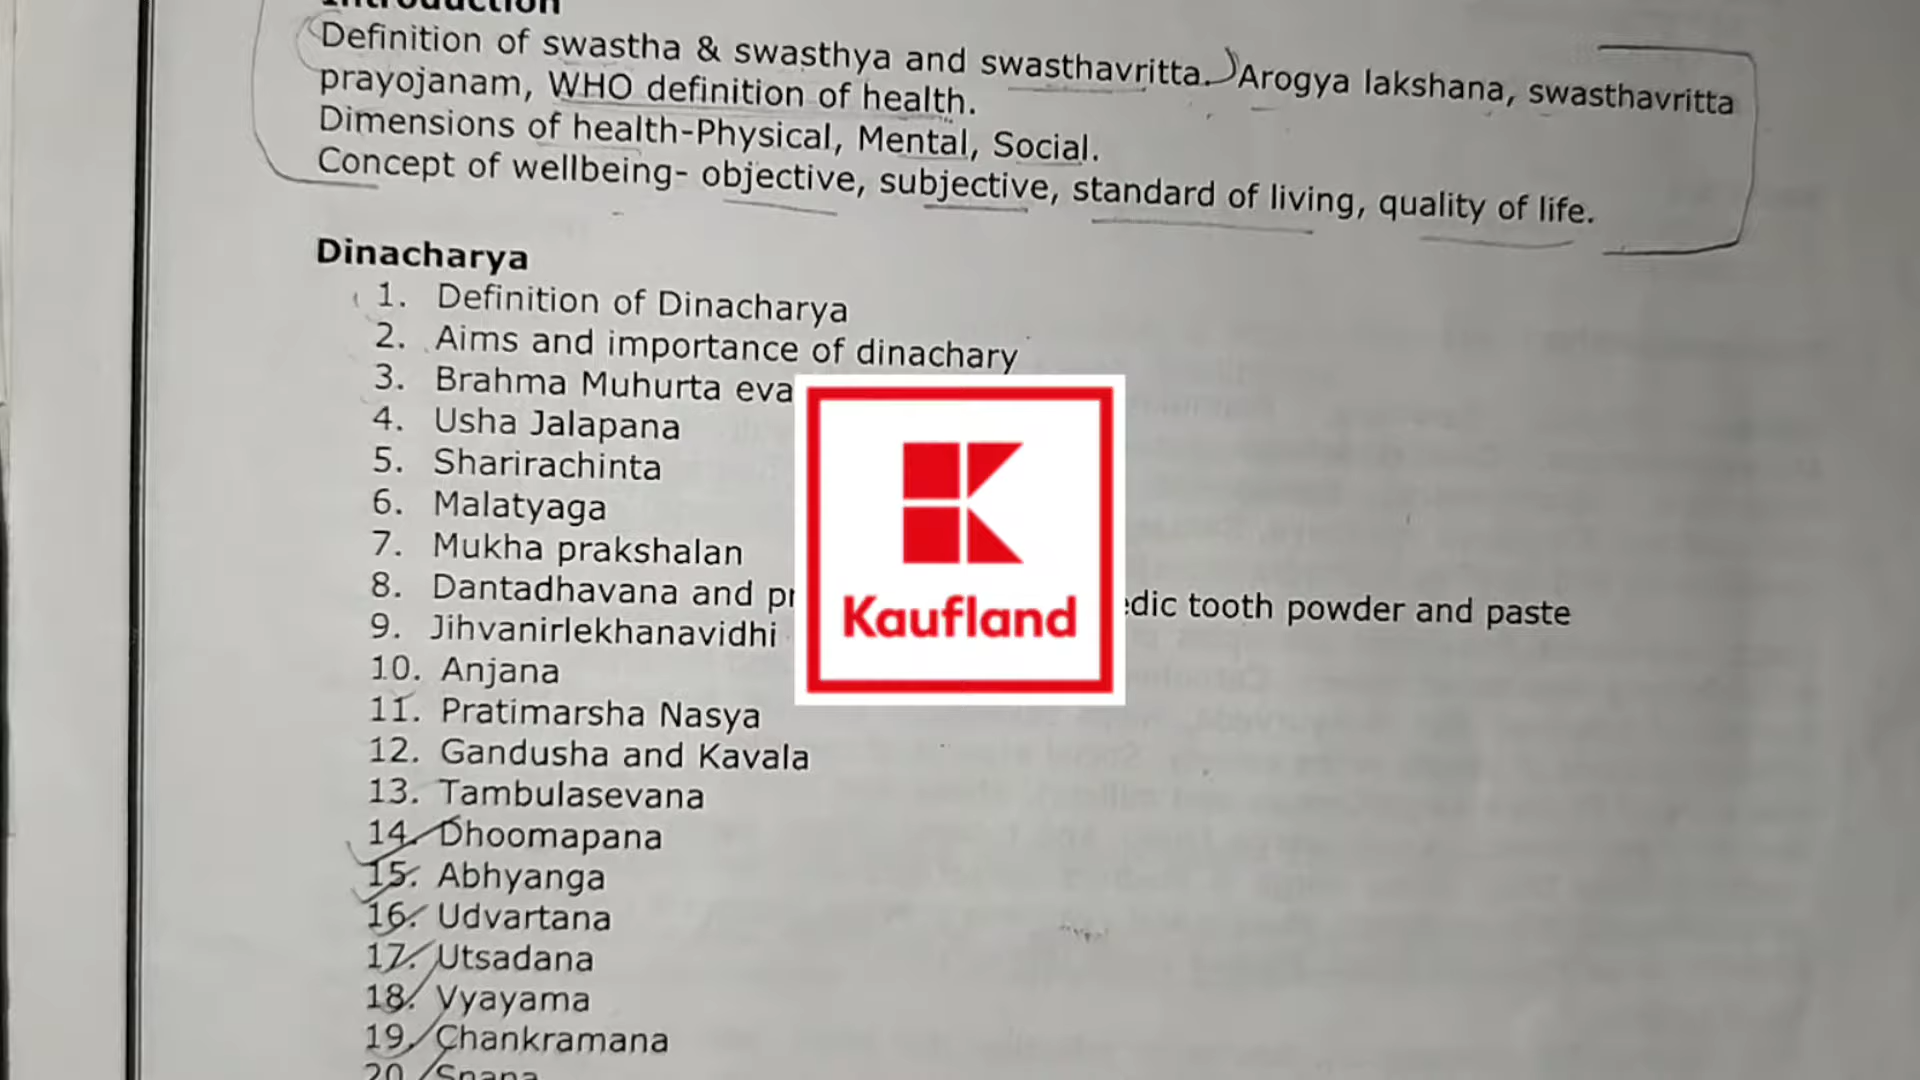 Introduction
Definition of swastha & swasthya and swasthavritta. Arogya lakshana, swasthavritta
prayojanam, WHO definition of health.
Dimensions of health-Physical, Mental, Social.
Concept of wellbeing- objective, subjective, standard of living, quality of life.
Dinacharya
1. Definition of Dinacharya
2. Aims and importance of dinachary
3. Brahma Muhurta
4. Usha Jalapana
5. Sharirachinta
6. Malatyaga
7. Mukha prakshalan
8. Dantadhavana and tooth powder and paste
9. Jihvanirlekhanavidhi
10. Anjana
11. Pratimarsha Nasya
12. Gandusha and Kavala
13. Tambulasevana
14. Dhoomapana
15. Abhyanga
16. Udvartana
17. Utsadana
18. Vyayama
19. Chankramana
20. Snana
Kaufland